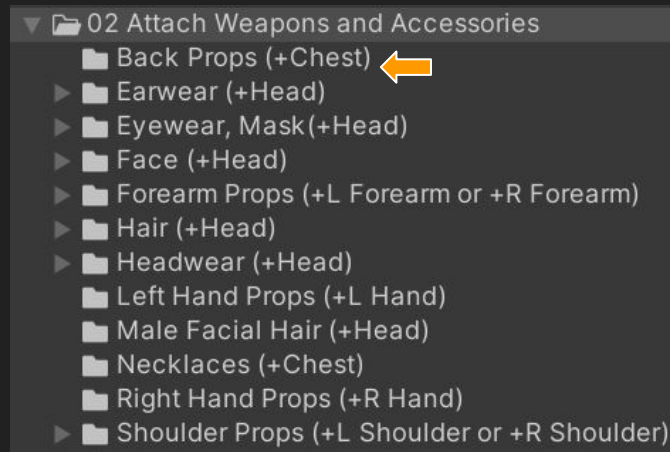 02 Attach Weapons and Accessories
Back Props (+Chest)
Earwear (+Head)
Eyewear, Mask(+Head)
Face (+Head)
Forearm Props (+L Forearm or +R Forearm)
Hair (+Head)
Headwear (+Head)
Left Hand Props (+L Hand)
Male Facial Hair (+Head)
Necklaces (+Chest)
Right Hand Props (+R Hand)
Shoulder Props (+L Shoulder or +R Shoulder)